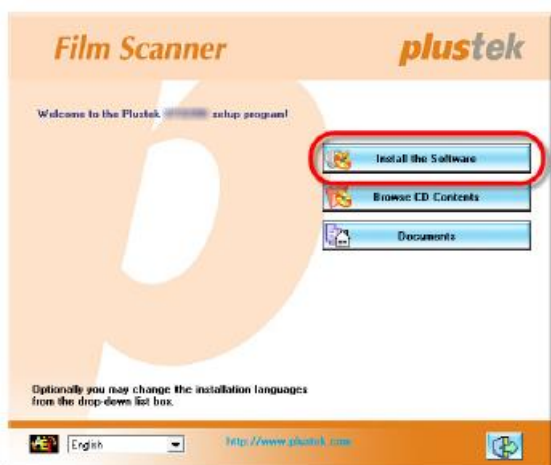 Film Scanner
plustek
Welcome to the Plustek setup program!
Install the Software
Browse CD Contents
Documents
Optionally you may change the installation languages
from the drop-down list box.
English
http://www.plustek.com